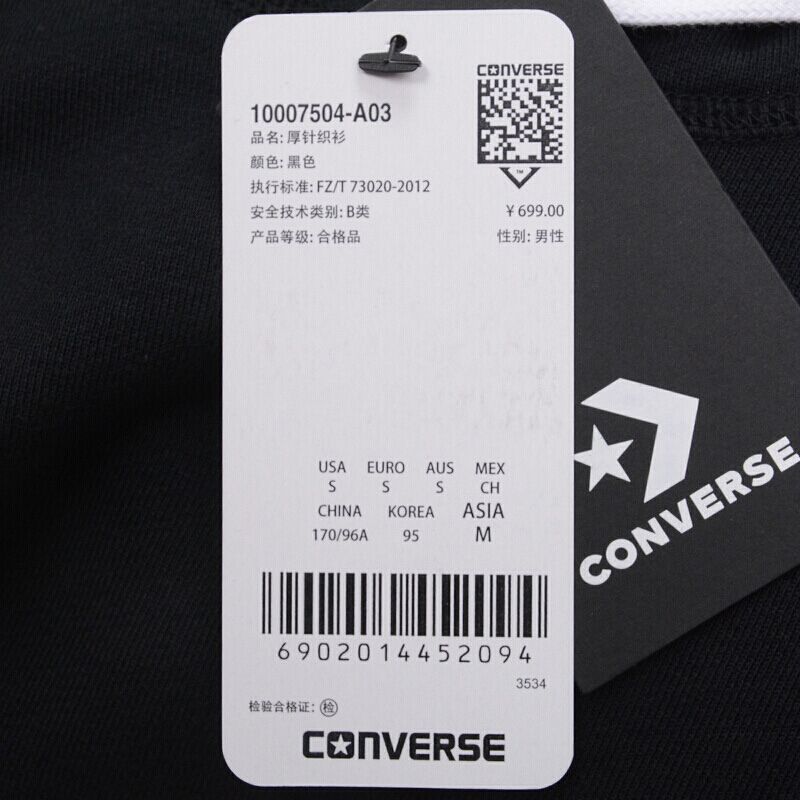 CONVERSE
10007504-A03
品名: 厚针织衫
颜色: 黑色
执行标准: FZ/T 73020-2012
安全技术类别: B类
¥699.00
产品等级: 合格品
性别: 男性
USA EURO AUS MEX
S S S CH
CHINA KOREA ASIA
170/96A 95 M
6902014452094
3534
检验合格证: 检
CONVERSE
CONVERSE